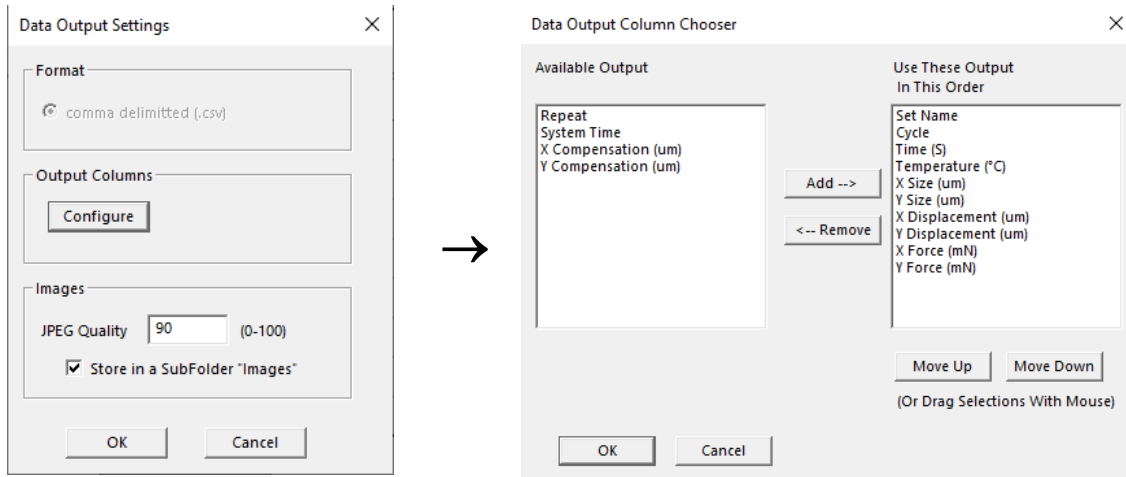 Data Output Settings
Format
comma delimitted (.csv)
Output Columns
Configure
Images
JPEG Quality 90 (0-100)
Store in a SubFolder "Images"
OK Cancel
→
Data Output Column Chooser
Available Output
Repeat
System Time
X Compensation (um)
Y Compensation (um)
Add -->
<-- Remove
Use These Output
In This Order
Set Name
Cycle
Time (S)
Temperature (°C)
X Size (um)
Y Size (um)
X Displacement (um)
Y Displacement (um)
X Force (mN)
Y Force (mN)
Move Up Move Down
(Or Drag Selections With Mouse)
OK Cancel